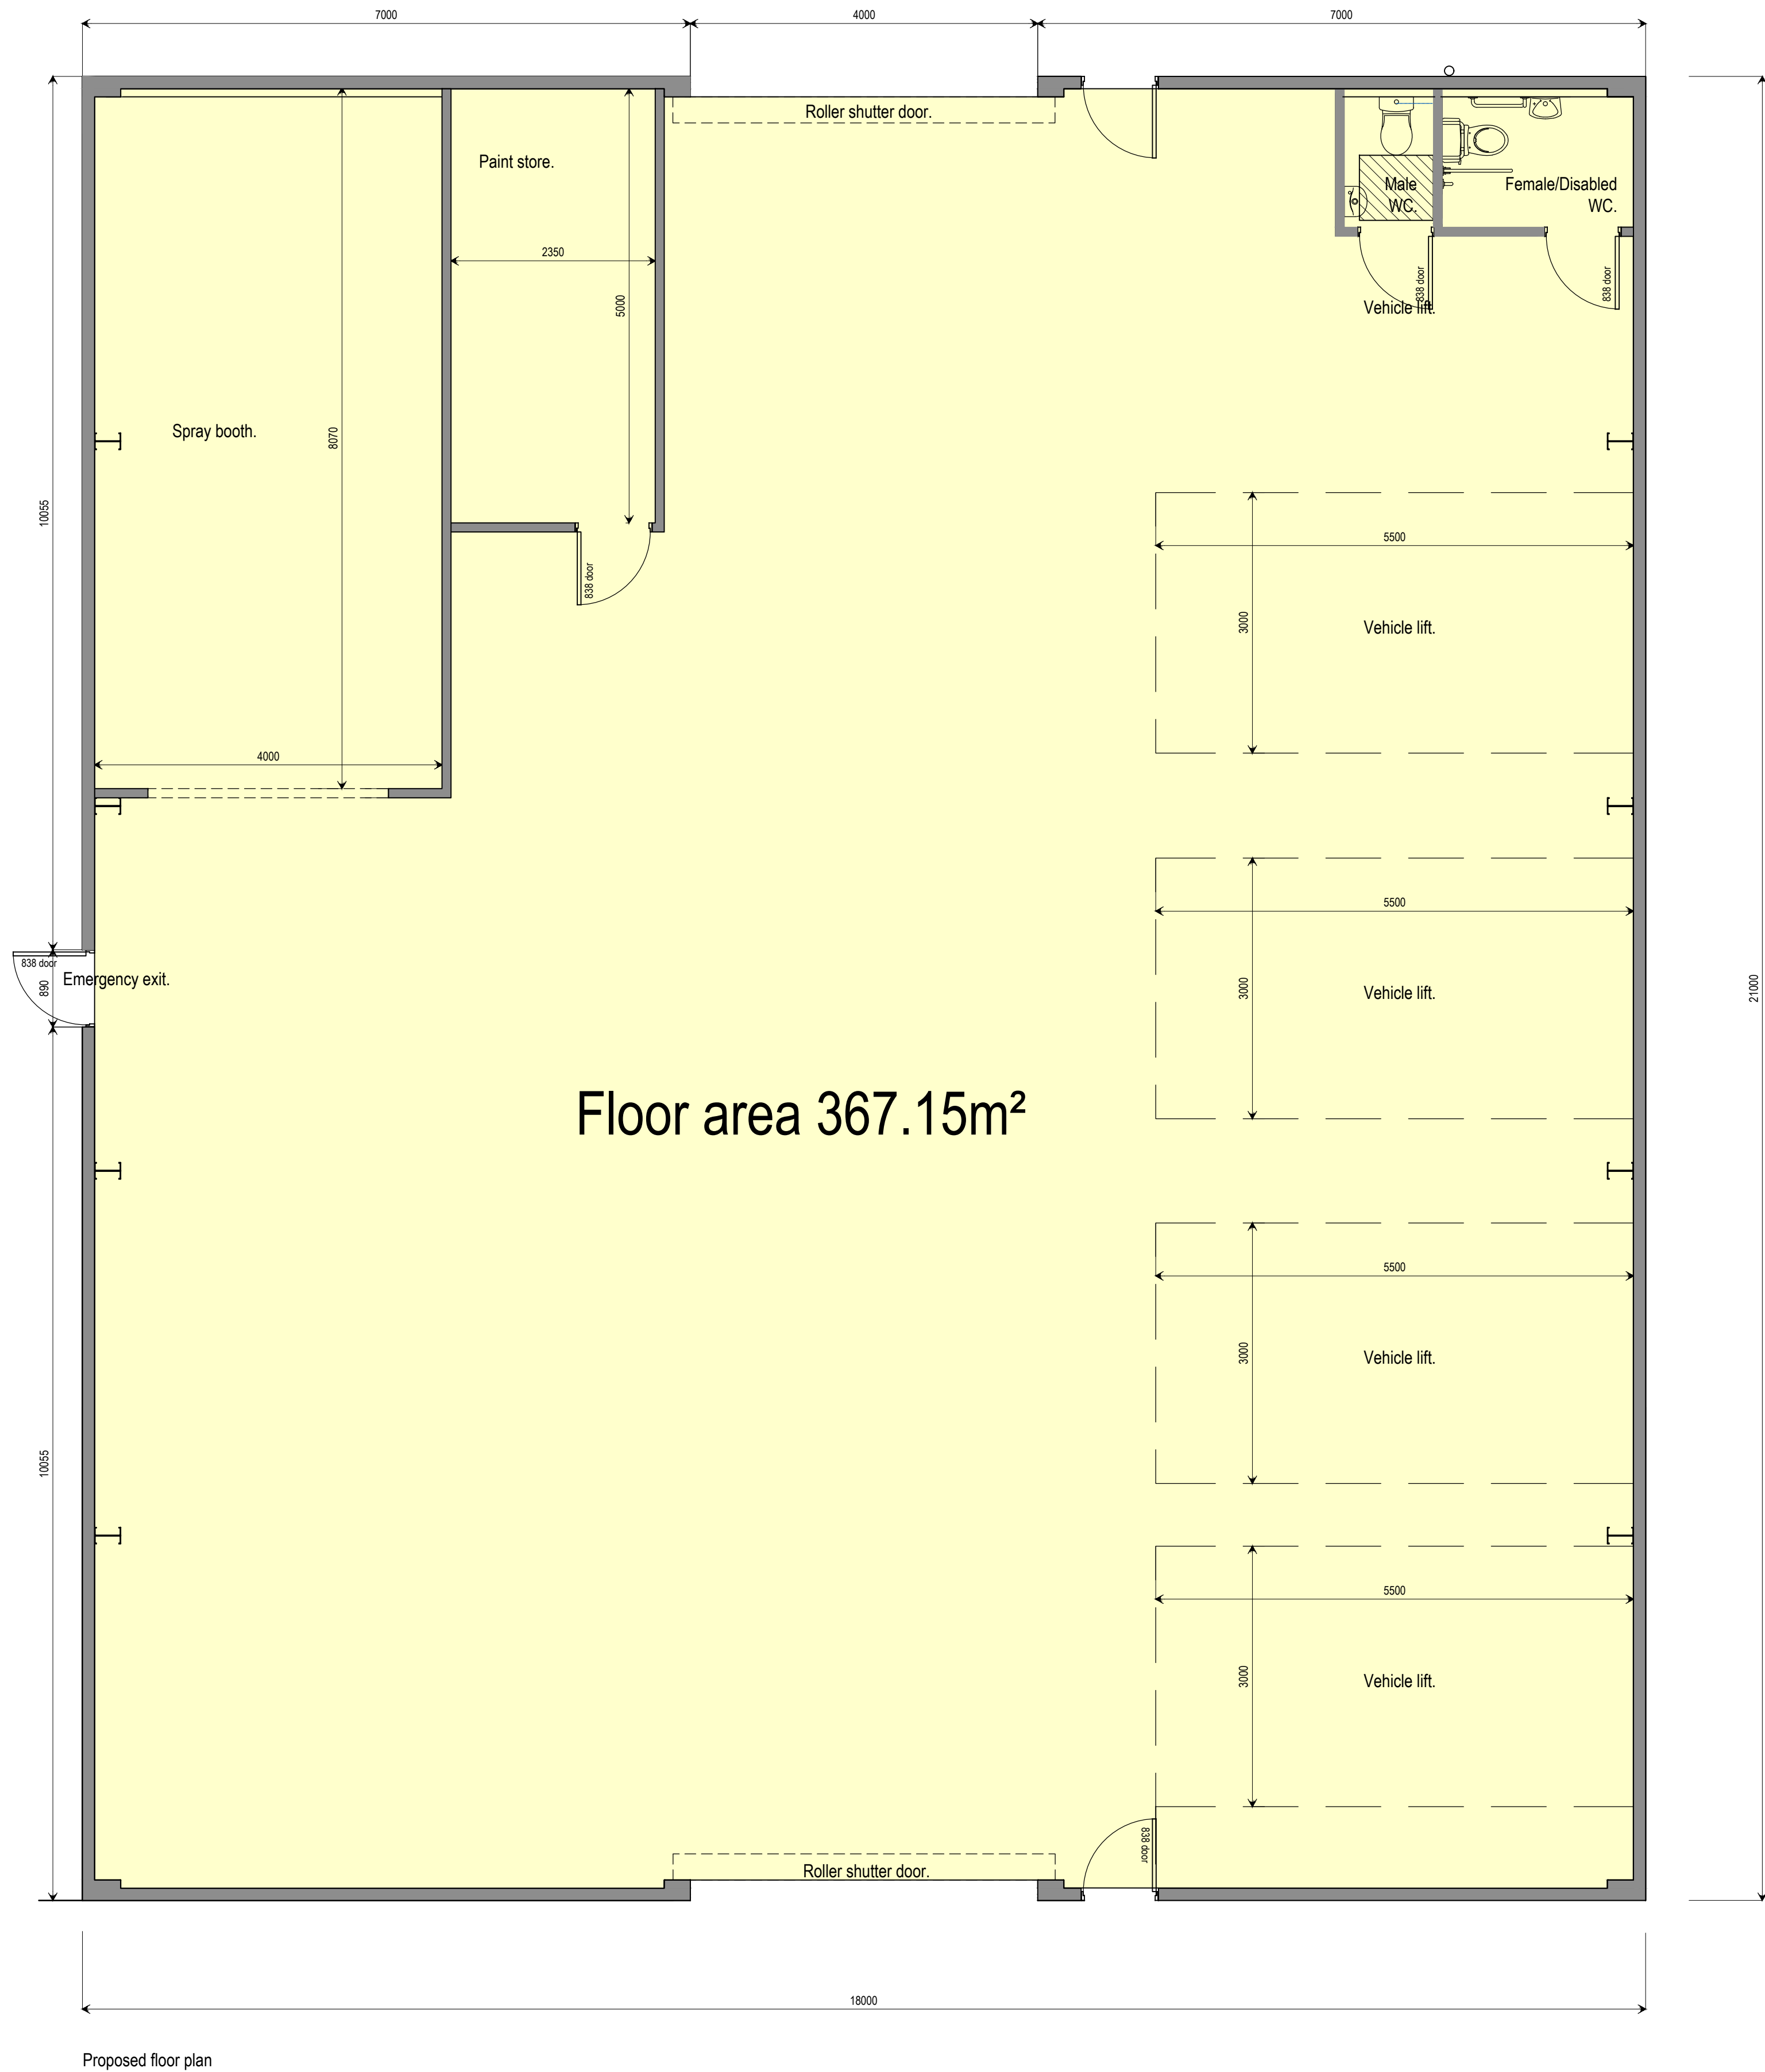 7000
4000
7000
Roller shutter door.
Paint store.
Male
WC.
Female/Disabled
WC.
2350
5000
838 door
838 door
Vehicle lift.
Spray booth.
8070
10055
5500
838 door
3000
Vehicle lift.
4000
5500
838 door
890
Emergency exit.
3000
Vehicle lift.
21000
Floor area 367.15m²
5500
3000
Vehicle lift.
10055
5500
3000
Vehicle lift.
838 door
Roller shutter door.
18000
Proposed floor plan